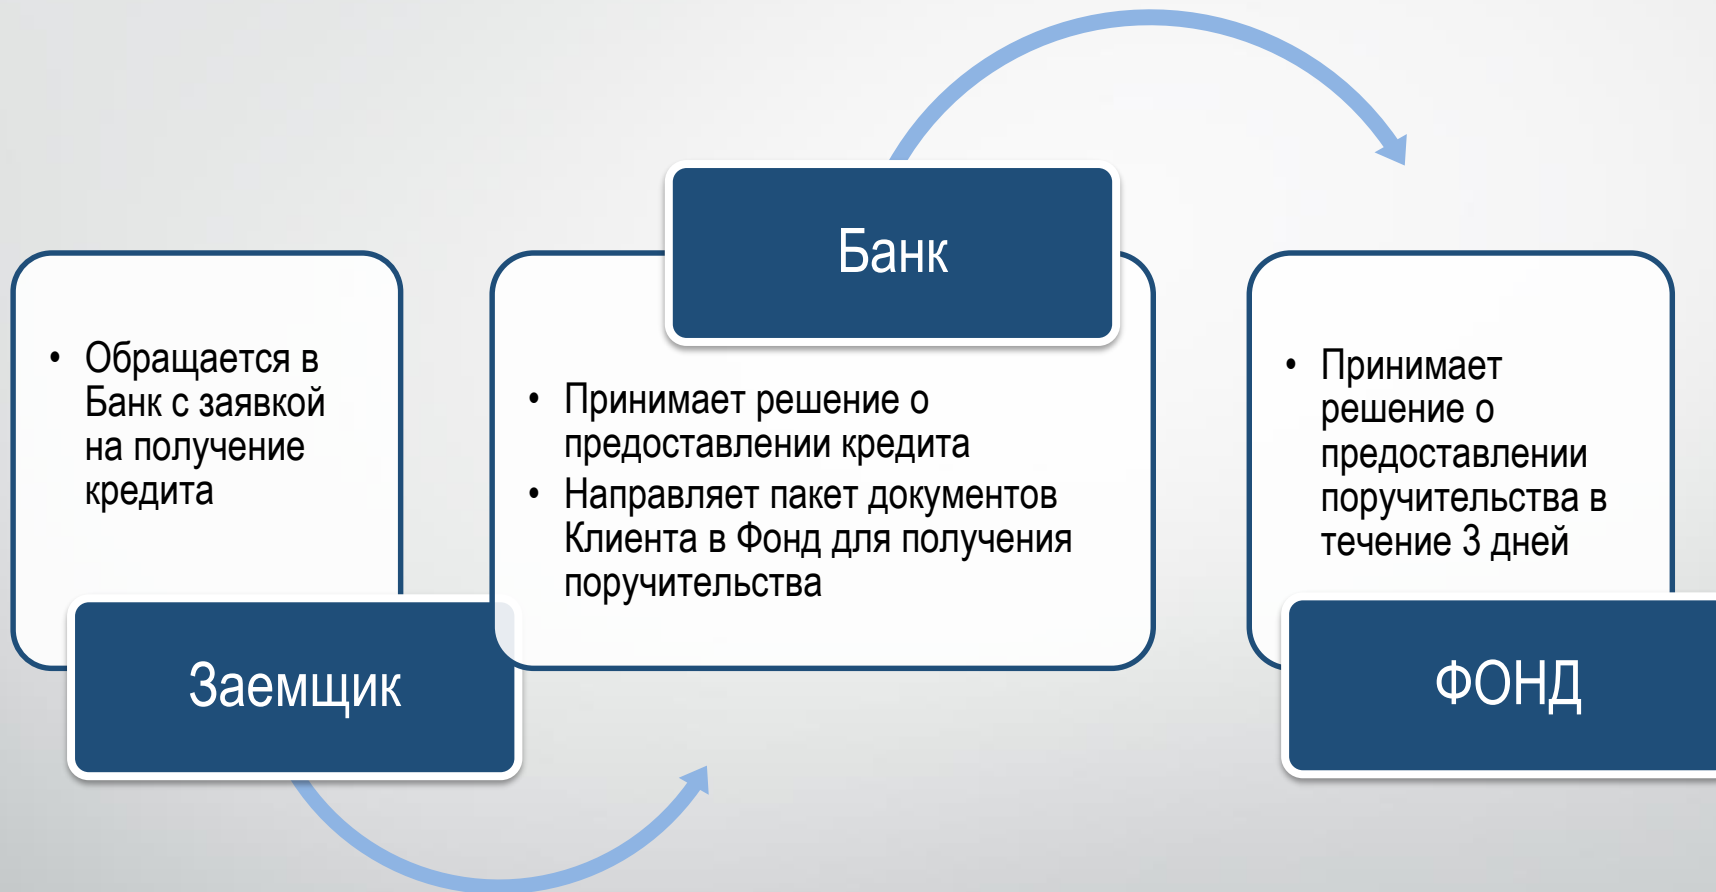 • Обращается в
Банк с заявкой
на получение
кредита
Заемщик
Банк
• Принимает решение о
предоставлении кредита
• Направляет пакет документов
Клиента в Фонд для получения
поручительства
• Принимает
решение о
предоставлении
поручительства в
течение 3 дней
ФОНД